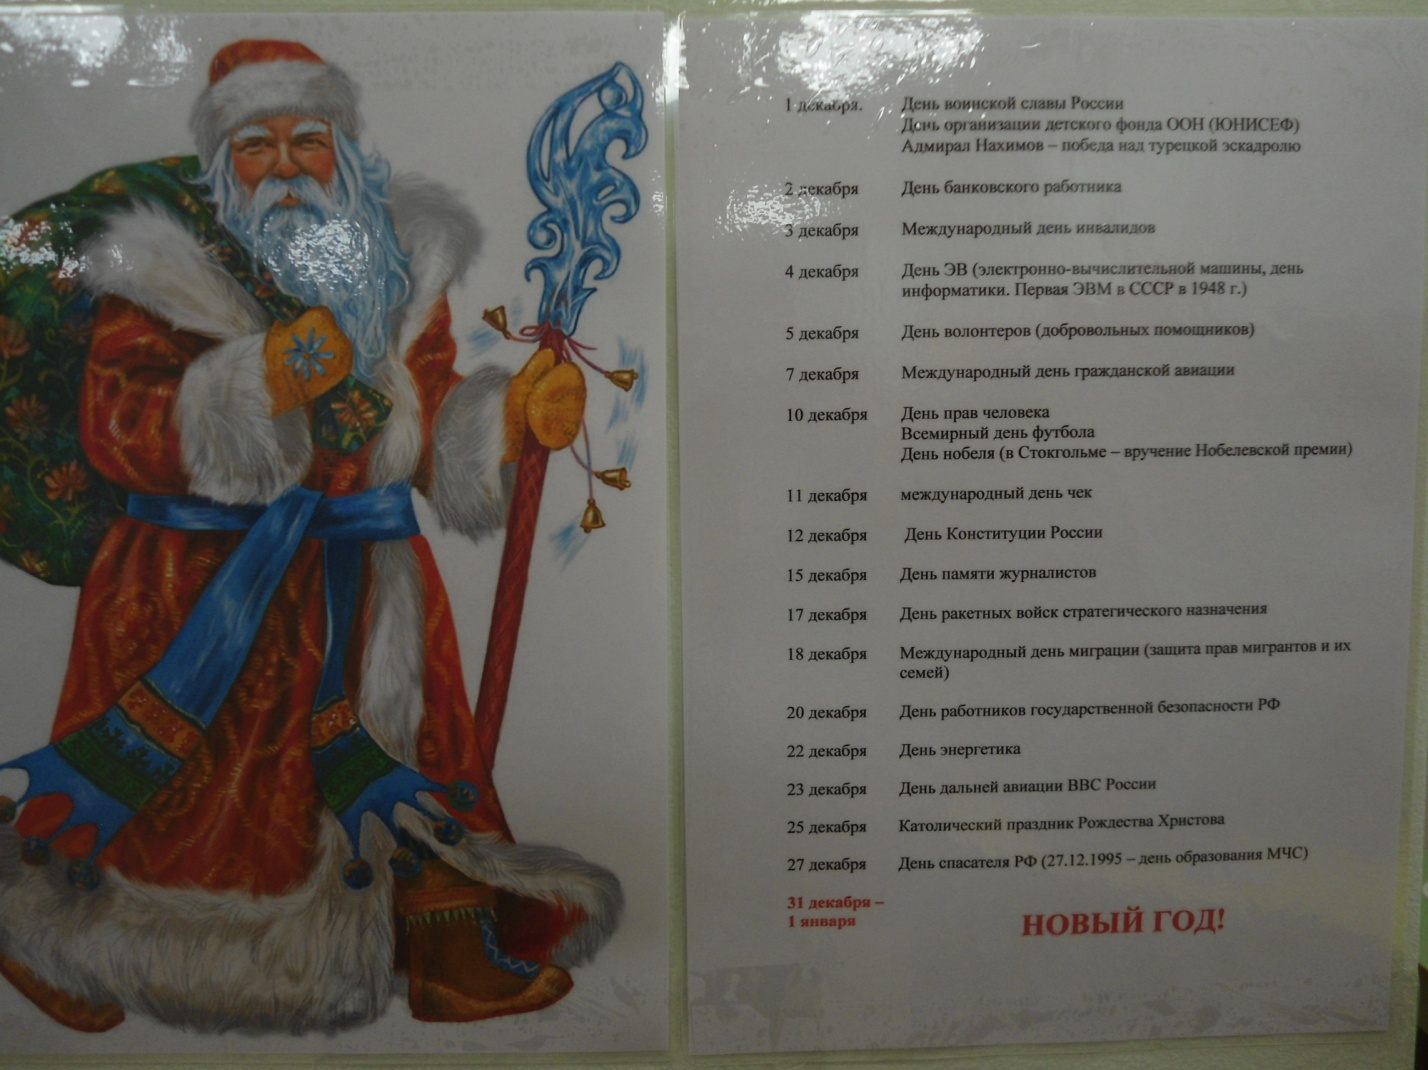 1 декабря. День воинской славы России
День организации детского фонда ООН (ЮНИСЕФ)
Адмирал Нахимов – победа над турецкой эскадролю
2 декабря День банковского работника
3 декабря Международный день инвалидов
4 декабря День ЭВ (электронно-вычислительной машины, день
информатики. Первая ЭВМ в СССР в 1948 г.)
5 декабря День волонтеров (добровольных помощников)
7 декабря Международный день гражданской авиации
10 декабря День прав человека
Всемирный день футбола
День нобеля (в Стокгольме – вручение Нобелевской премии)
11 декабря международный день чек
12 декабря День Конституции России
15 декабря День памяти журналистов
17 декабря День ракетных войск стратегического назначения
18 декабря Международный день миграции (защита прав мигрантов и их
семей)
20 декабря День работников государственной безопасности РФ
22 декабря День энергетика
23 декабря День дальней авиации ВВС России
25 декабря Католический праздник Рождества Христова
27 декабря День спасателя РФ (27.12.1995 – день образования МЧС)
31 декабря –
1 января НОВЫЙ ГОД!